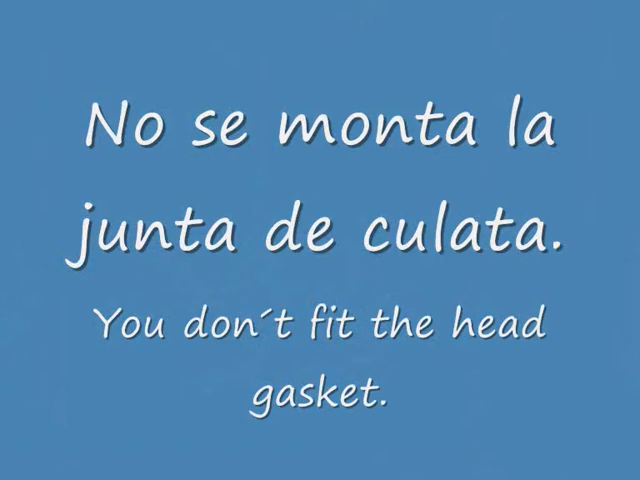 No se monta la
junta de culata.
You don´t fit the head
gasket.